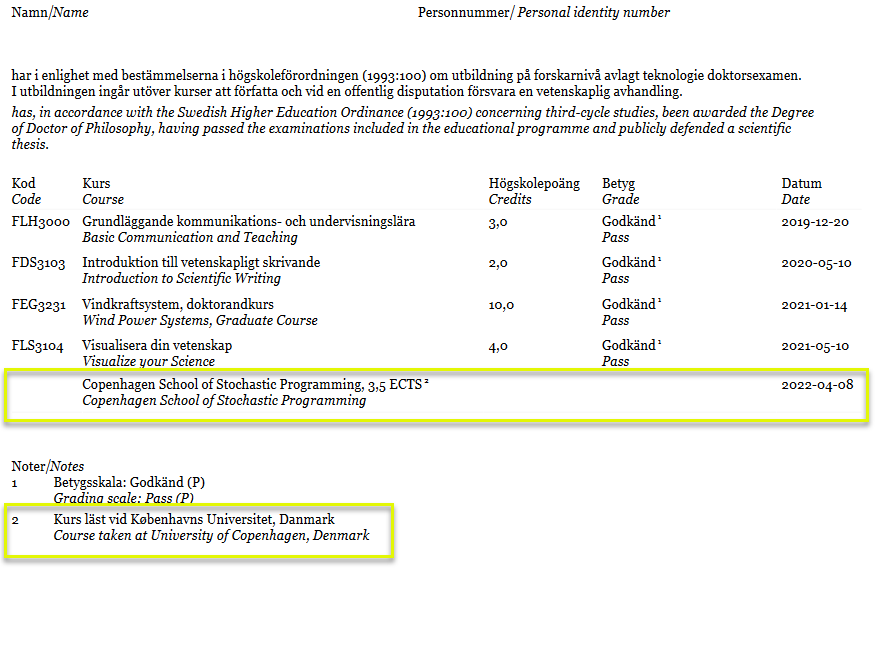 Namn/Name Personnummer/ Personal identity number
har i enlighet med bestämmelserna i högskoleförordningen (1993:100) om utbildning på forskarnivå avlagt teknologie doktorsexamen.
I utbildningen ingår utöver kurser att författa och vid en offentlig disputation försvara en vetenskaplig avhandling.
has, in accordance with the Swedish Higher Education Ordinance (1993:100) concerning third-cycle studies, been awarded the Degree
of Doctor of Philosophy, having passed the examinations included in the educational programme and publicly defended a scientific
thesis.
Kod Kurs Högskolepoäng Betyg Datum
Code Course Credits Grade Date
FLH3000 Grundläggande kommunikations- och undervisningslära 3,0 Godkänd ¹ 2019-12-20
Basic Communication and Teaching Pass
FDS3103 Introduktion till vetenskapligt skrivande 2,0 Godkänd ¹ 2020-05-10
Introduction to Scientific Writing Pass
FEG3231 Vindkraftsystem, doktorandkurs 10,0 Godkänd ¹ 2021-01-14
Wind Power Systems, Graduate Course Pass
FLS3104 Visualisera din vetenskap 4,0 Godkänd ¹ 2021-05-10
Visualize your Science Pass
Copenhagen School of Stochastic Programming, 3,5 ECTS ² 2022-04-08
Copenhagen School of Stochastic Programming
Noter/Notes
1 Betygsskala: Godkänd (P)
Grading scale: Pass (P)
2 Kurs läst vid Københavns Universitet, Danmark
Course taken at University of Copenhagen, Denmark